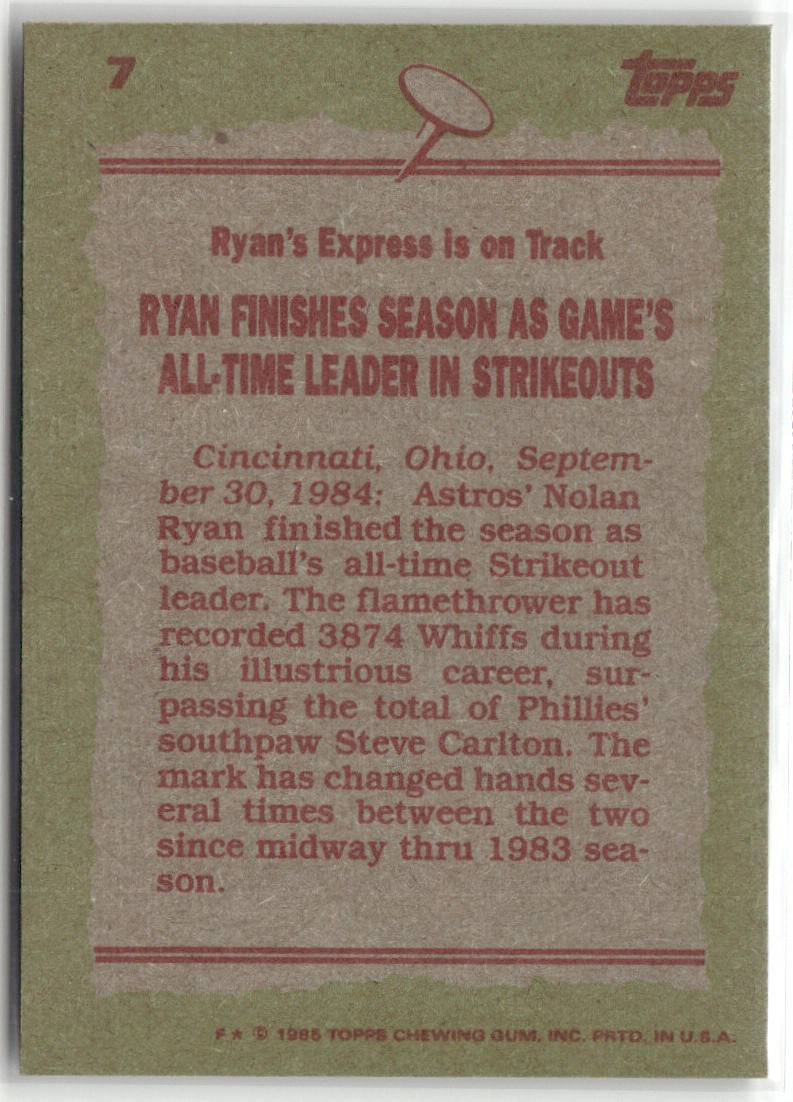 7
topps
Ryan's Express is on Track
RYAN FINISHES SEASON AS GAME'S
ALL-TIME LEADER IN STRIKEOUTS
Cincinnati, Ohio, Septem-
ber 30, 1984: Astros' Nolan
Ryan finished the season as
baseball's all-time Strikeout
leader. The flamethrower has
recorded 3874 Whiffs during
his illustrious career, sur-
passing the total of Phillies'
southpaw Steve Carlton. The
mark has changed hands sev-
eral times between the two
since midway thru 1983 sea-
son.
F★ © 1985 TOPPS CHEWING GUM, INC. PRTD. IN U.S.A.